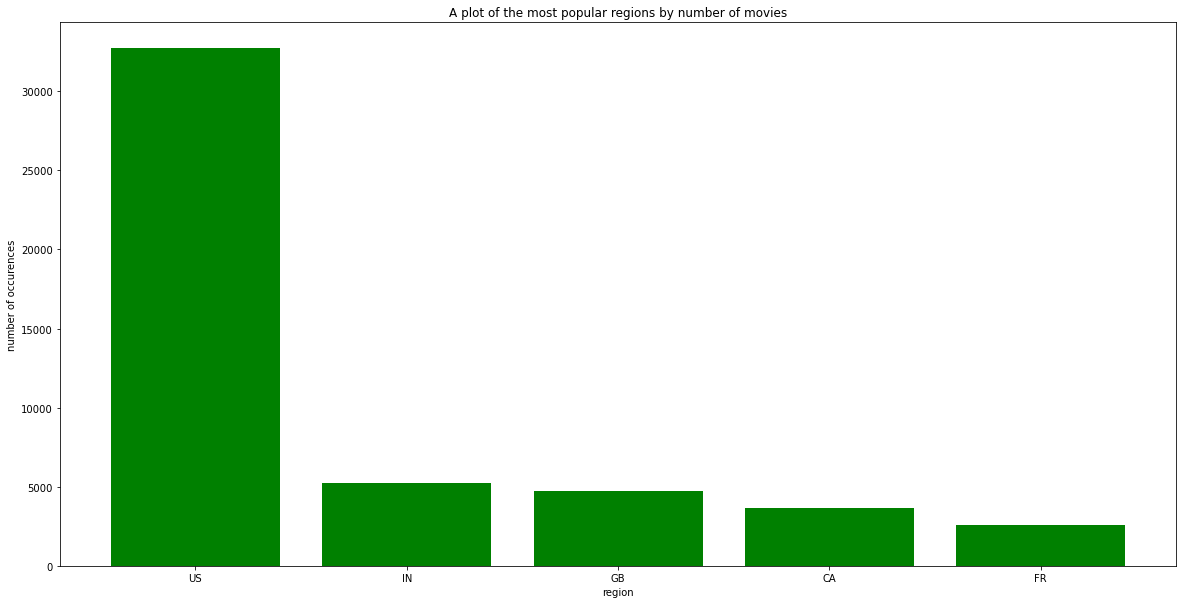 A plot of the most popular regions by number of movies
number of occurences
30000
25000
20000
15000
10000
5000
0
US IN GB CA FR
region